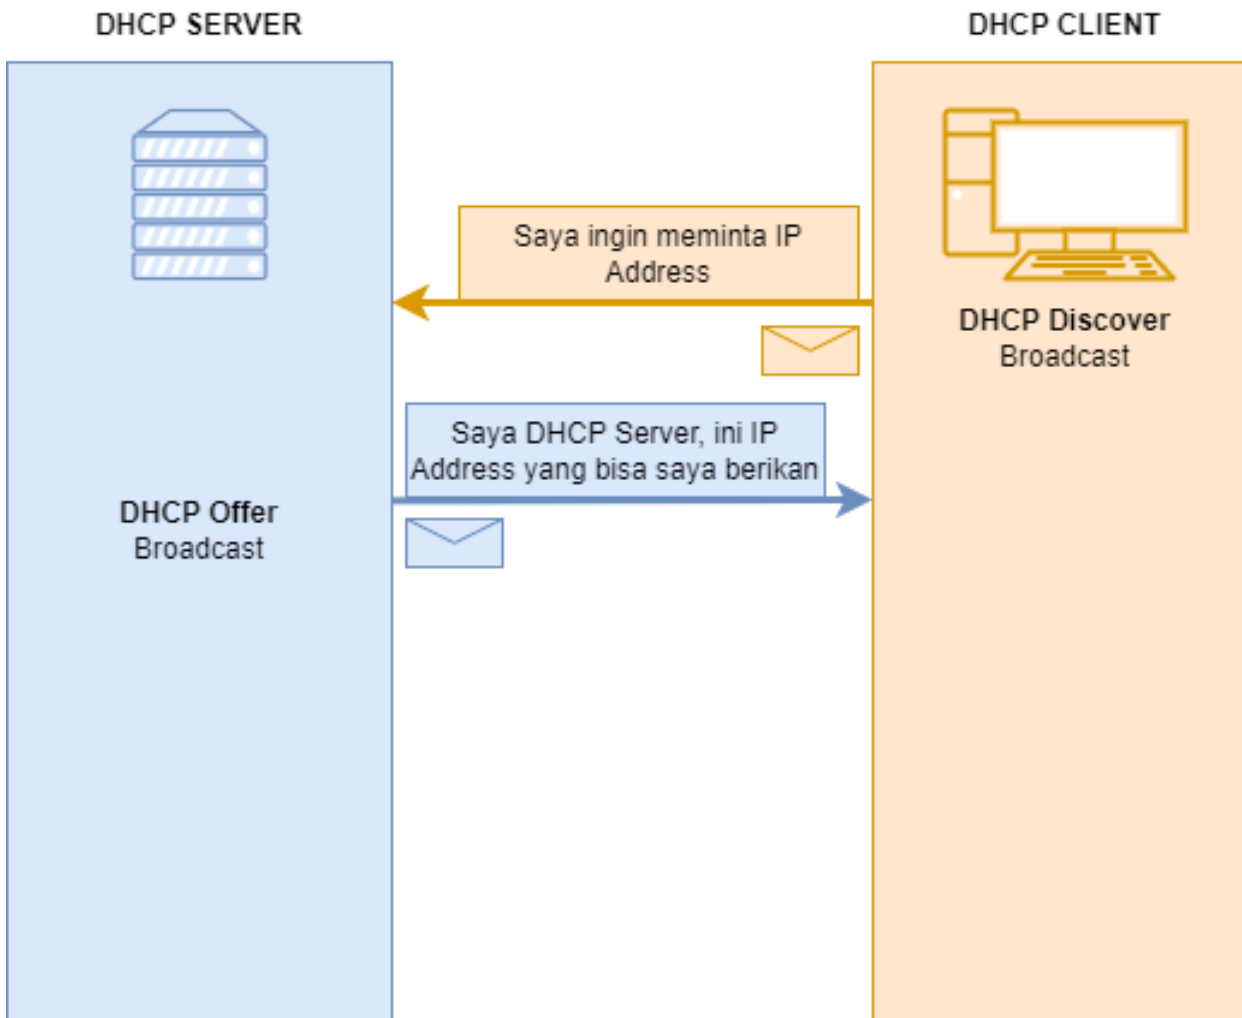 DHCP SERVER
DHCP CLIENT
Saya ingin meminta IP
Address
DHCP Discover
Broadcast
Saya DHCP Server, ini IP
Address yang bisa saya berikan
DHCP Offer
Broadcast